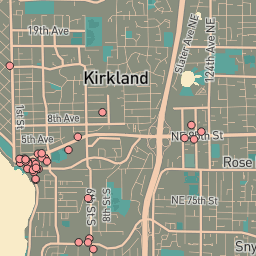 19th Ave
Slater Ave NE
124th Ave NE
Kirkland
1st St
8th Ave
5th Ave
NE 85th St
Rose
6th St S
8th St S
NE 75th St
Sny